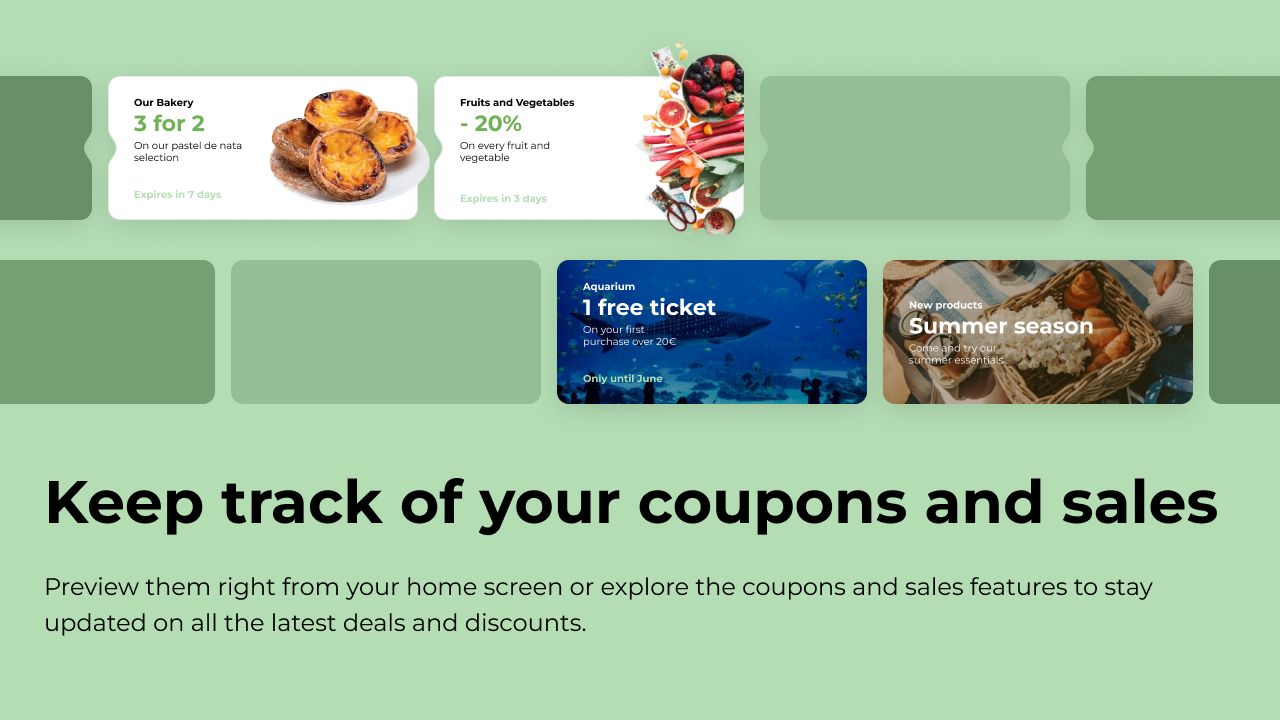 Our Bakery
3 for 2
On our pastel de nata
selection
Expires in 7 days
Fruits and Vegetables
- 20%
On every fruit and
vegetable
Expires in 3 days
Aquarium
1 free ticket
On your first
purchase over 20€
Only until June
New products
Summer season
Come and try our
summer essentials
Keep track of your coupons and sales
Preview them right from your home screen or explore the coupons and sales features to stay
updated on all the latest deals and discounts.